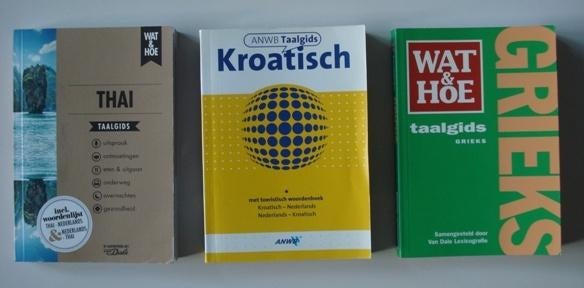 WAT
& HOE
THAI
TAALGIDS
uitspraak
ontmoetingen
eten & uitgaan
onderweg
overnachten
gezondheid
incl.
woordenlijst
THAI - NEDERLANDS
& NEDERLANDS
- THAI
Van Dale
ANWB Taalgids
Kroatisch
met toeristisch woordenboek
Kroatisch – Nederlands
Nederlands – Kroatisch
ANWB
WAT
& HOE
taalgids
GRIEKS
GRIEKS
Samengesteld door
Van Dale Lexicografie